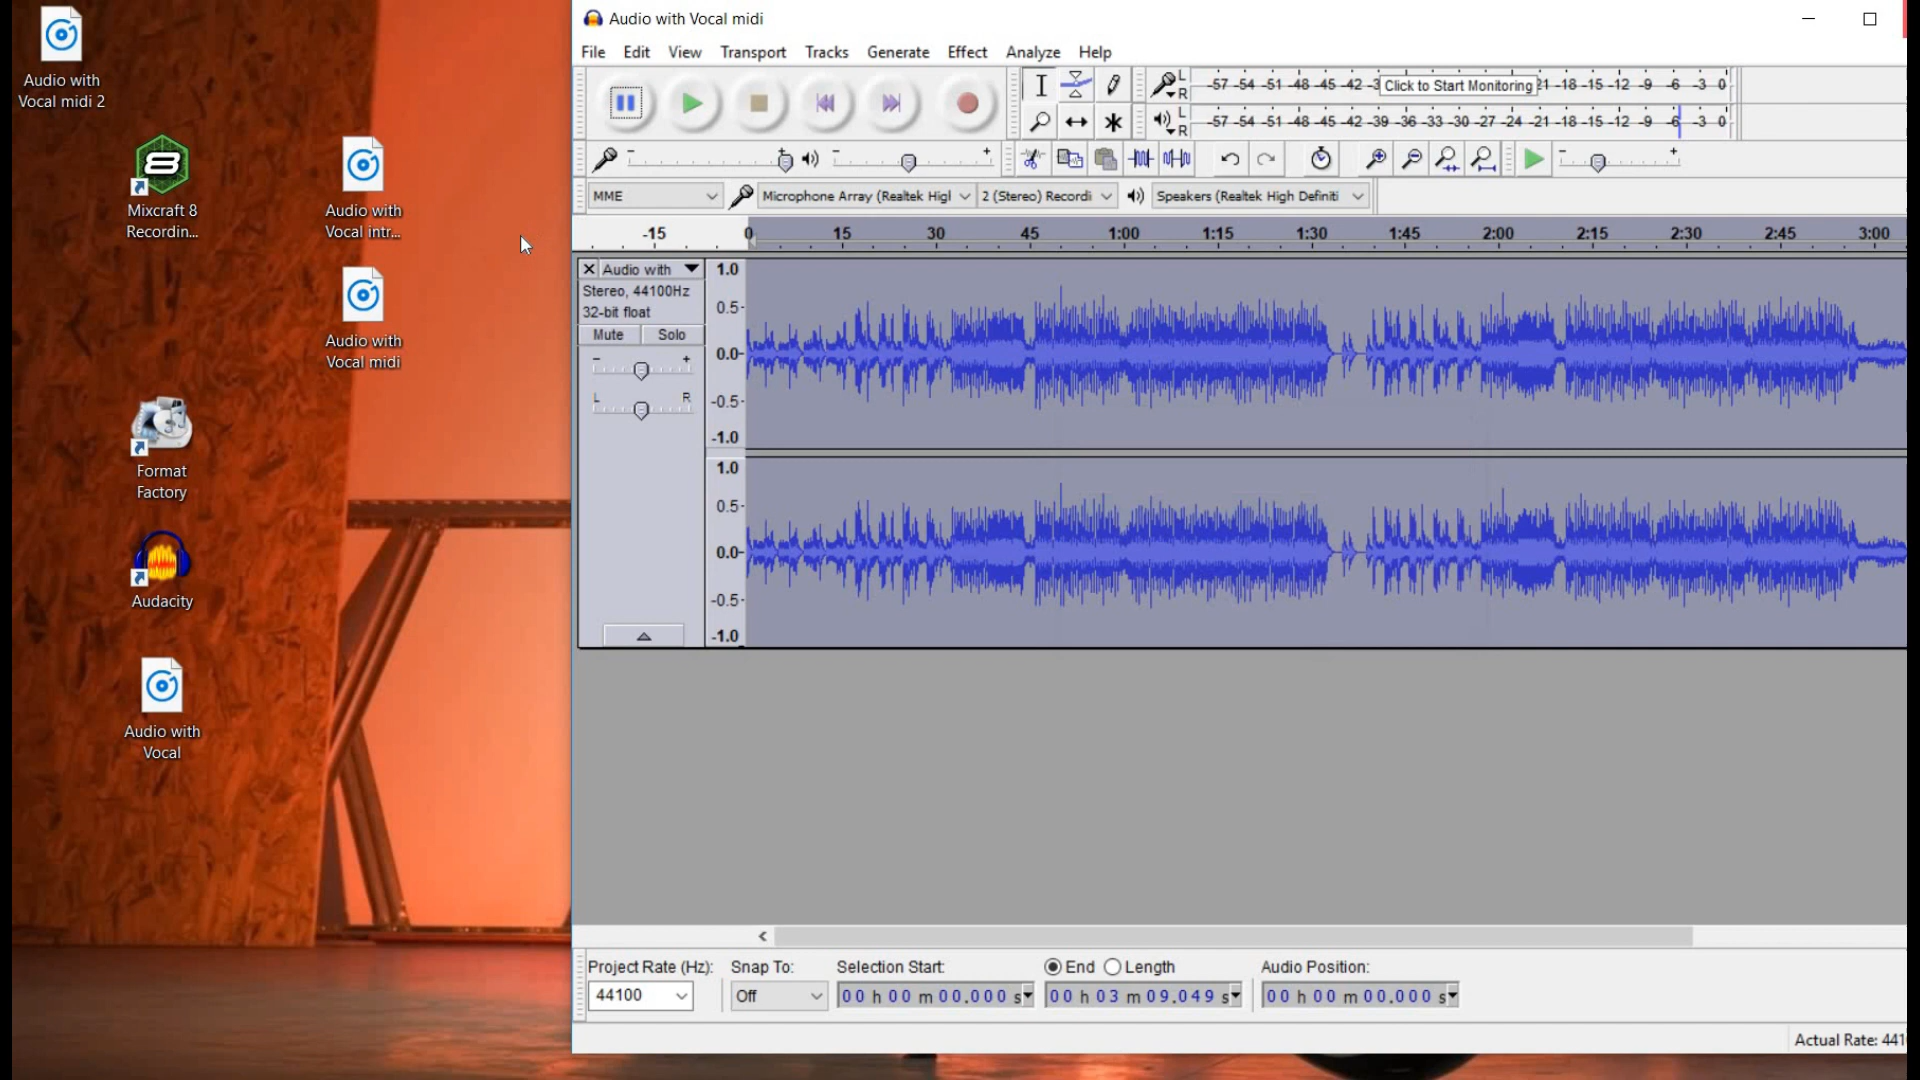 Audio with
Vocal midi 2
Mixcraft 8
Recordin...
Audio with
Vocal intr...
Audio with
Vocal midi
Format
Factory
Audacity
Audio with
Vocal
Audio with Vocal midi
File Edit View Transport Tracks Generate Effect Analyze Help
L
R
-57 -54 -51 -48 -45 -42 -3 Click to Start Monitoring 21 -18 -15 -12 -9 -6 -3 0
L
R
-57 -54 -51 -48 -45 -42 -39 -36 -33 -30 -27 -24 -21 -18 -15 -12 -9 -6 -3 0
MME Microphone Array (Realtek Higl 2 (Stereo) Recordi Speakers (Realtek High Definiti
-15 0 15 30 45 1:00 1:15 1:30 1:45 2:00 2:15 2:30 2:45 3:00
Audio with
Stereo, 44100Hz
32-bit float
Mute Solo
- +
L R
1.0
0.5
0.0
-0.5
-1.0
1.0
0.5
0.0
-0.5
-1.0
Project Rate (Hz): Snap To: Selection Start: End Length Audio Position:
44100 Off 00 h 00 m 00.000 s 00 h 03 m 09.049 s 00 h 00 m 00.000 s
Actual Rate: 441